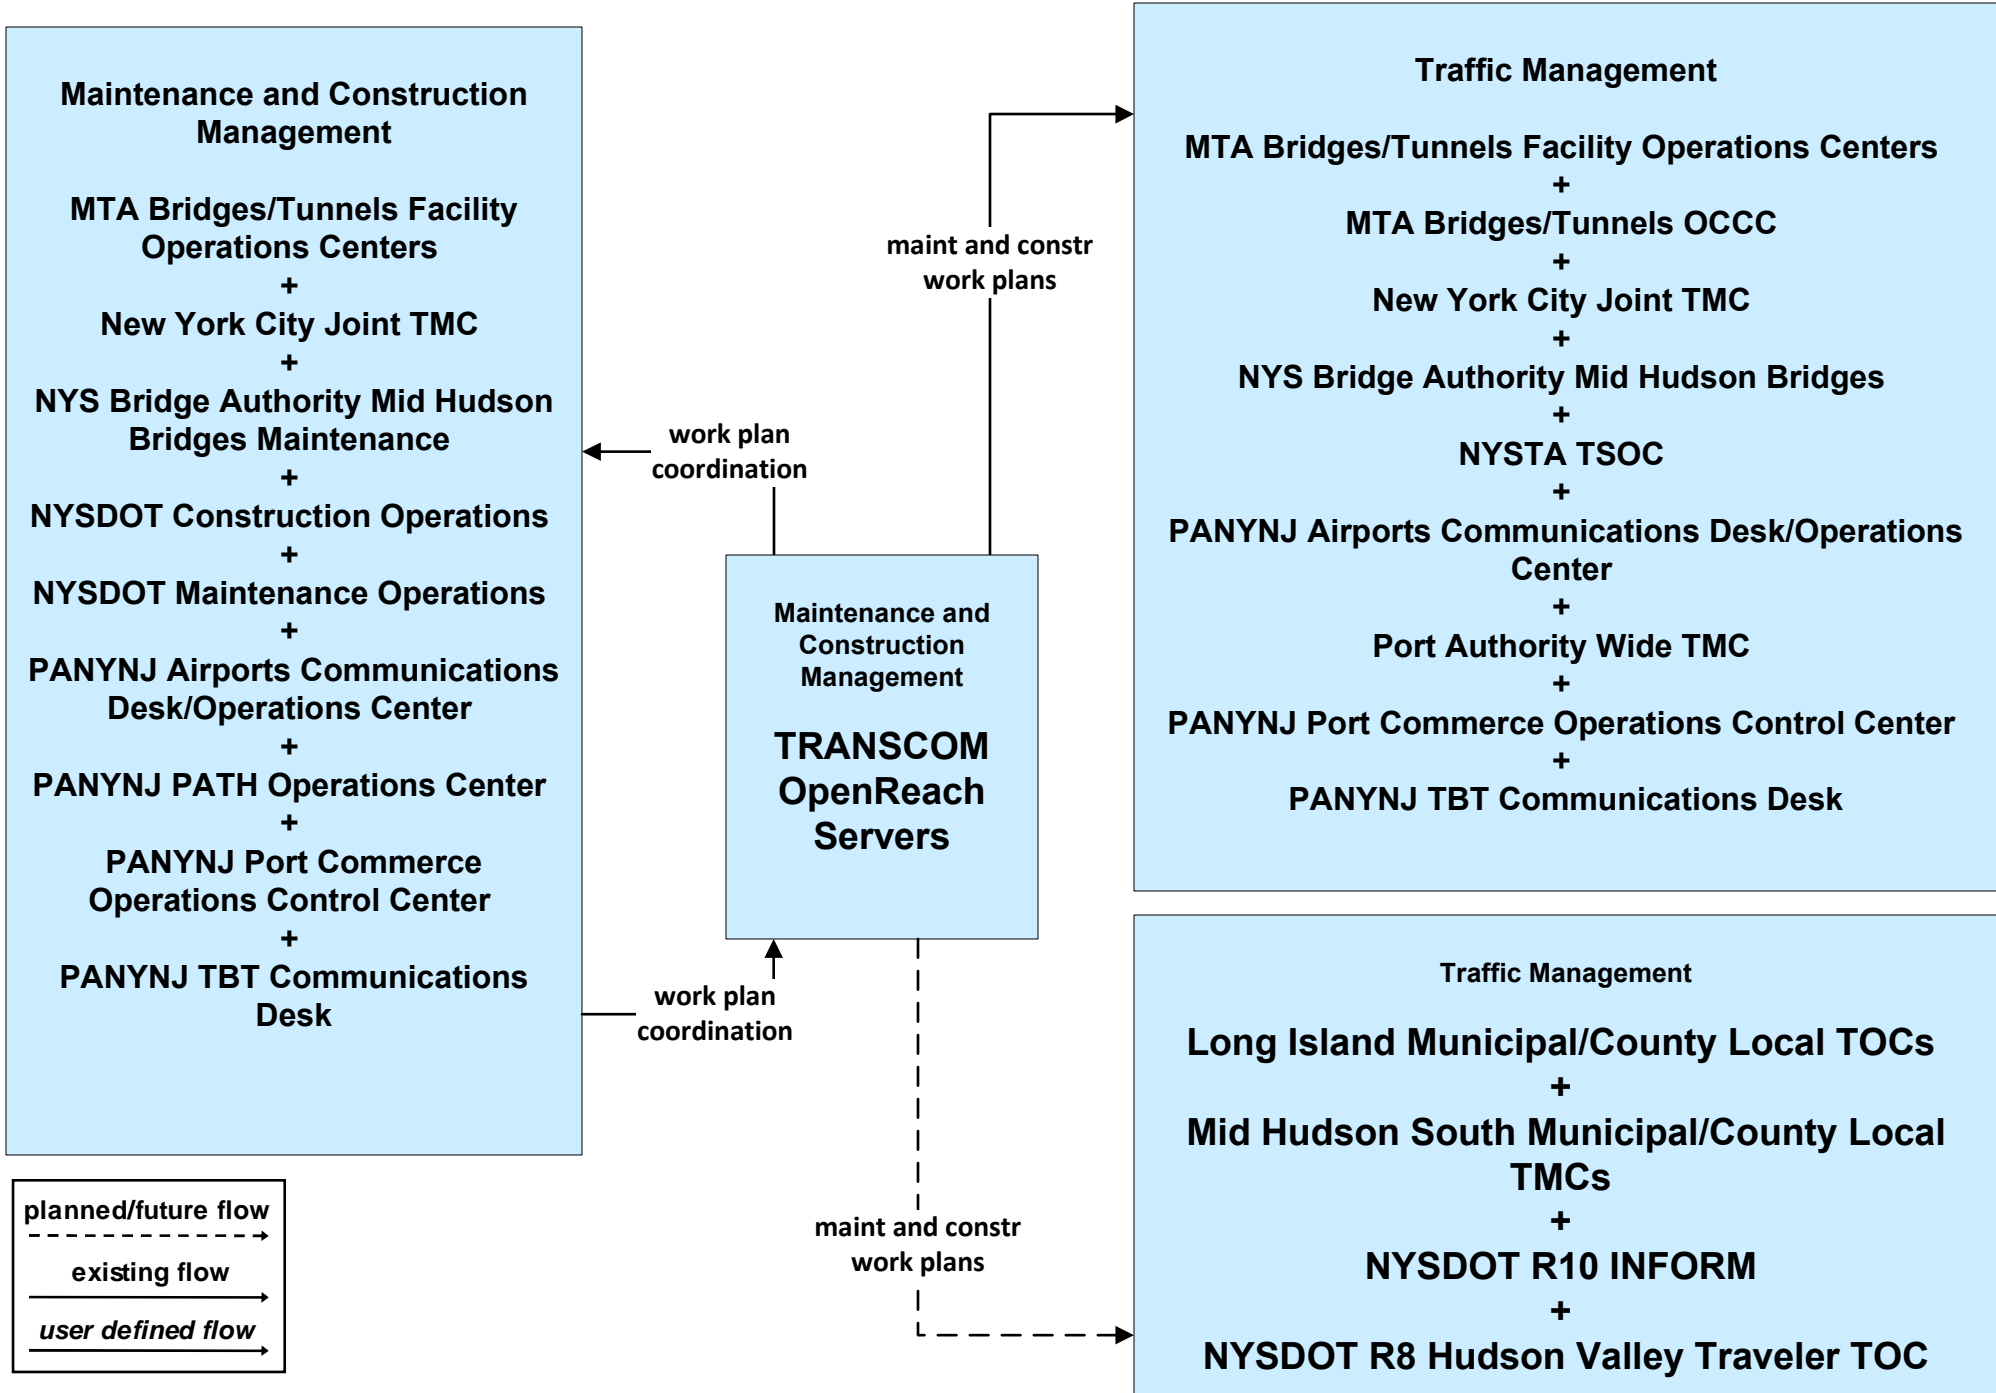 Maintenance and Construction
Management
MTA Bridges/Tunnels Facility
Operations Centers
+
New York City Joint TMC
+
NYS Bridge Authority Mid Hudson
Bridges Maintenance
+
NYSDOT Construction Operations
+
NYSDOT Maintenance Operations
+
PANYNJ Airports Communications
Desk/Operations Center
+
PANYNJ PATH Operations Center
+
PANYNJ Port Commerce
Operations Control Center
+
PANYNJ TBT Communications
Desk
work plan
coordination
work plan
coordination
Maintenance and
Construction
Management
TRANSCOM
OpenReach
Servers
maint and constr
work plans
maint and constr
work plans
Traffic Management
MTA Bridges/Tunnels Facility Operations Centers
+
MTA Bridges/Tunnels OCCC
+
New York City Joint TMC
+
NYS Bridge Authority Mid Hudson Bridges
+
NYSTA TSOC
+
PANYNJ Airports Communications Desk/Operations
Center
+
Port Authority Wide TMC
+
PANYNJ Port Commerce Operations Control Center
+
PANYNJ TBT Communications Desk
Traffic Management
Long Island Municipal/County Local TOCs
+
Mid Hudson South Municipal/County Local
TMCs
+
NYSDOT R10 INFORM
+
NYSDOT R8 Hudson Valley Traveler TOC
planned/future flow
existing flow
user defined flow